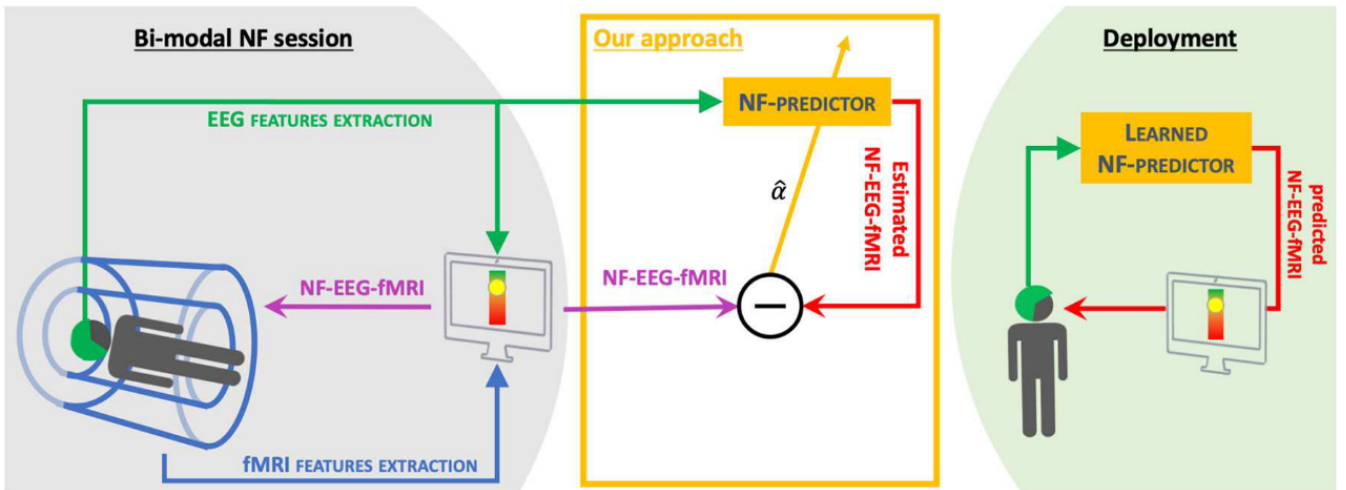 Bi-modal NF session
EEG FEATURES EXTRACTION
NF-EEG-fMRI
fMRI FEATURES EXTRACTION
Our approach
NF-PREDICTOR
α̂
Estimated
NF-EEG-fMRI
NF-EEG-fMRI
Deployment
LEARNED
NF-PREDICTOR
predicted
NF-EEG-fMRI